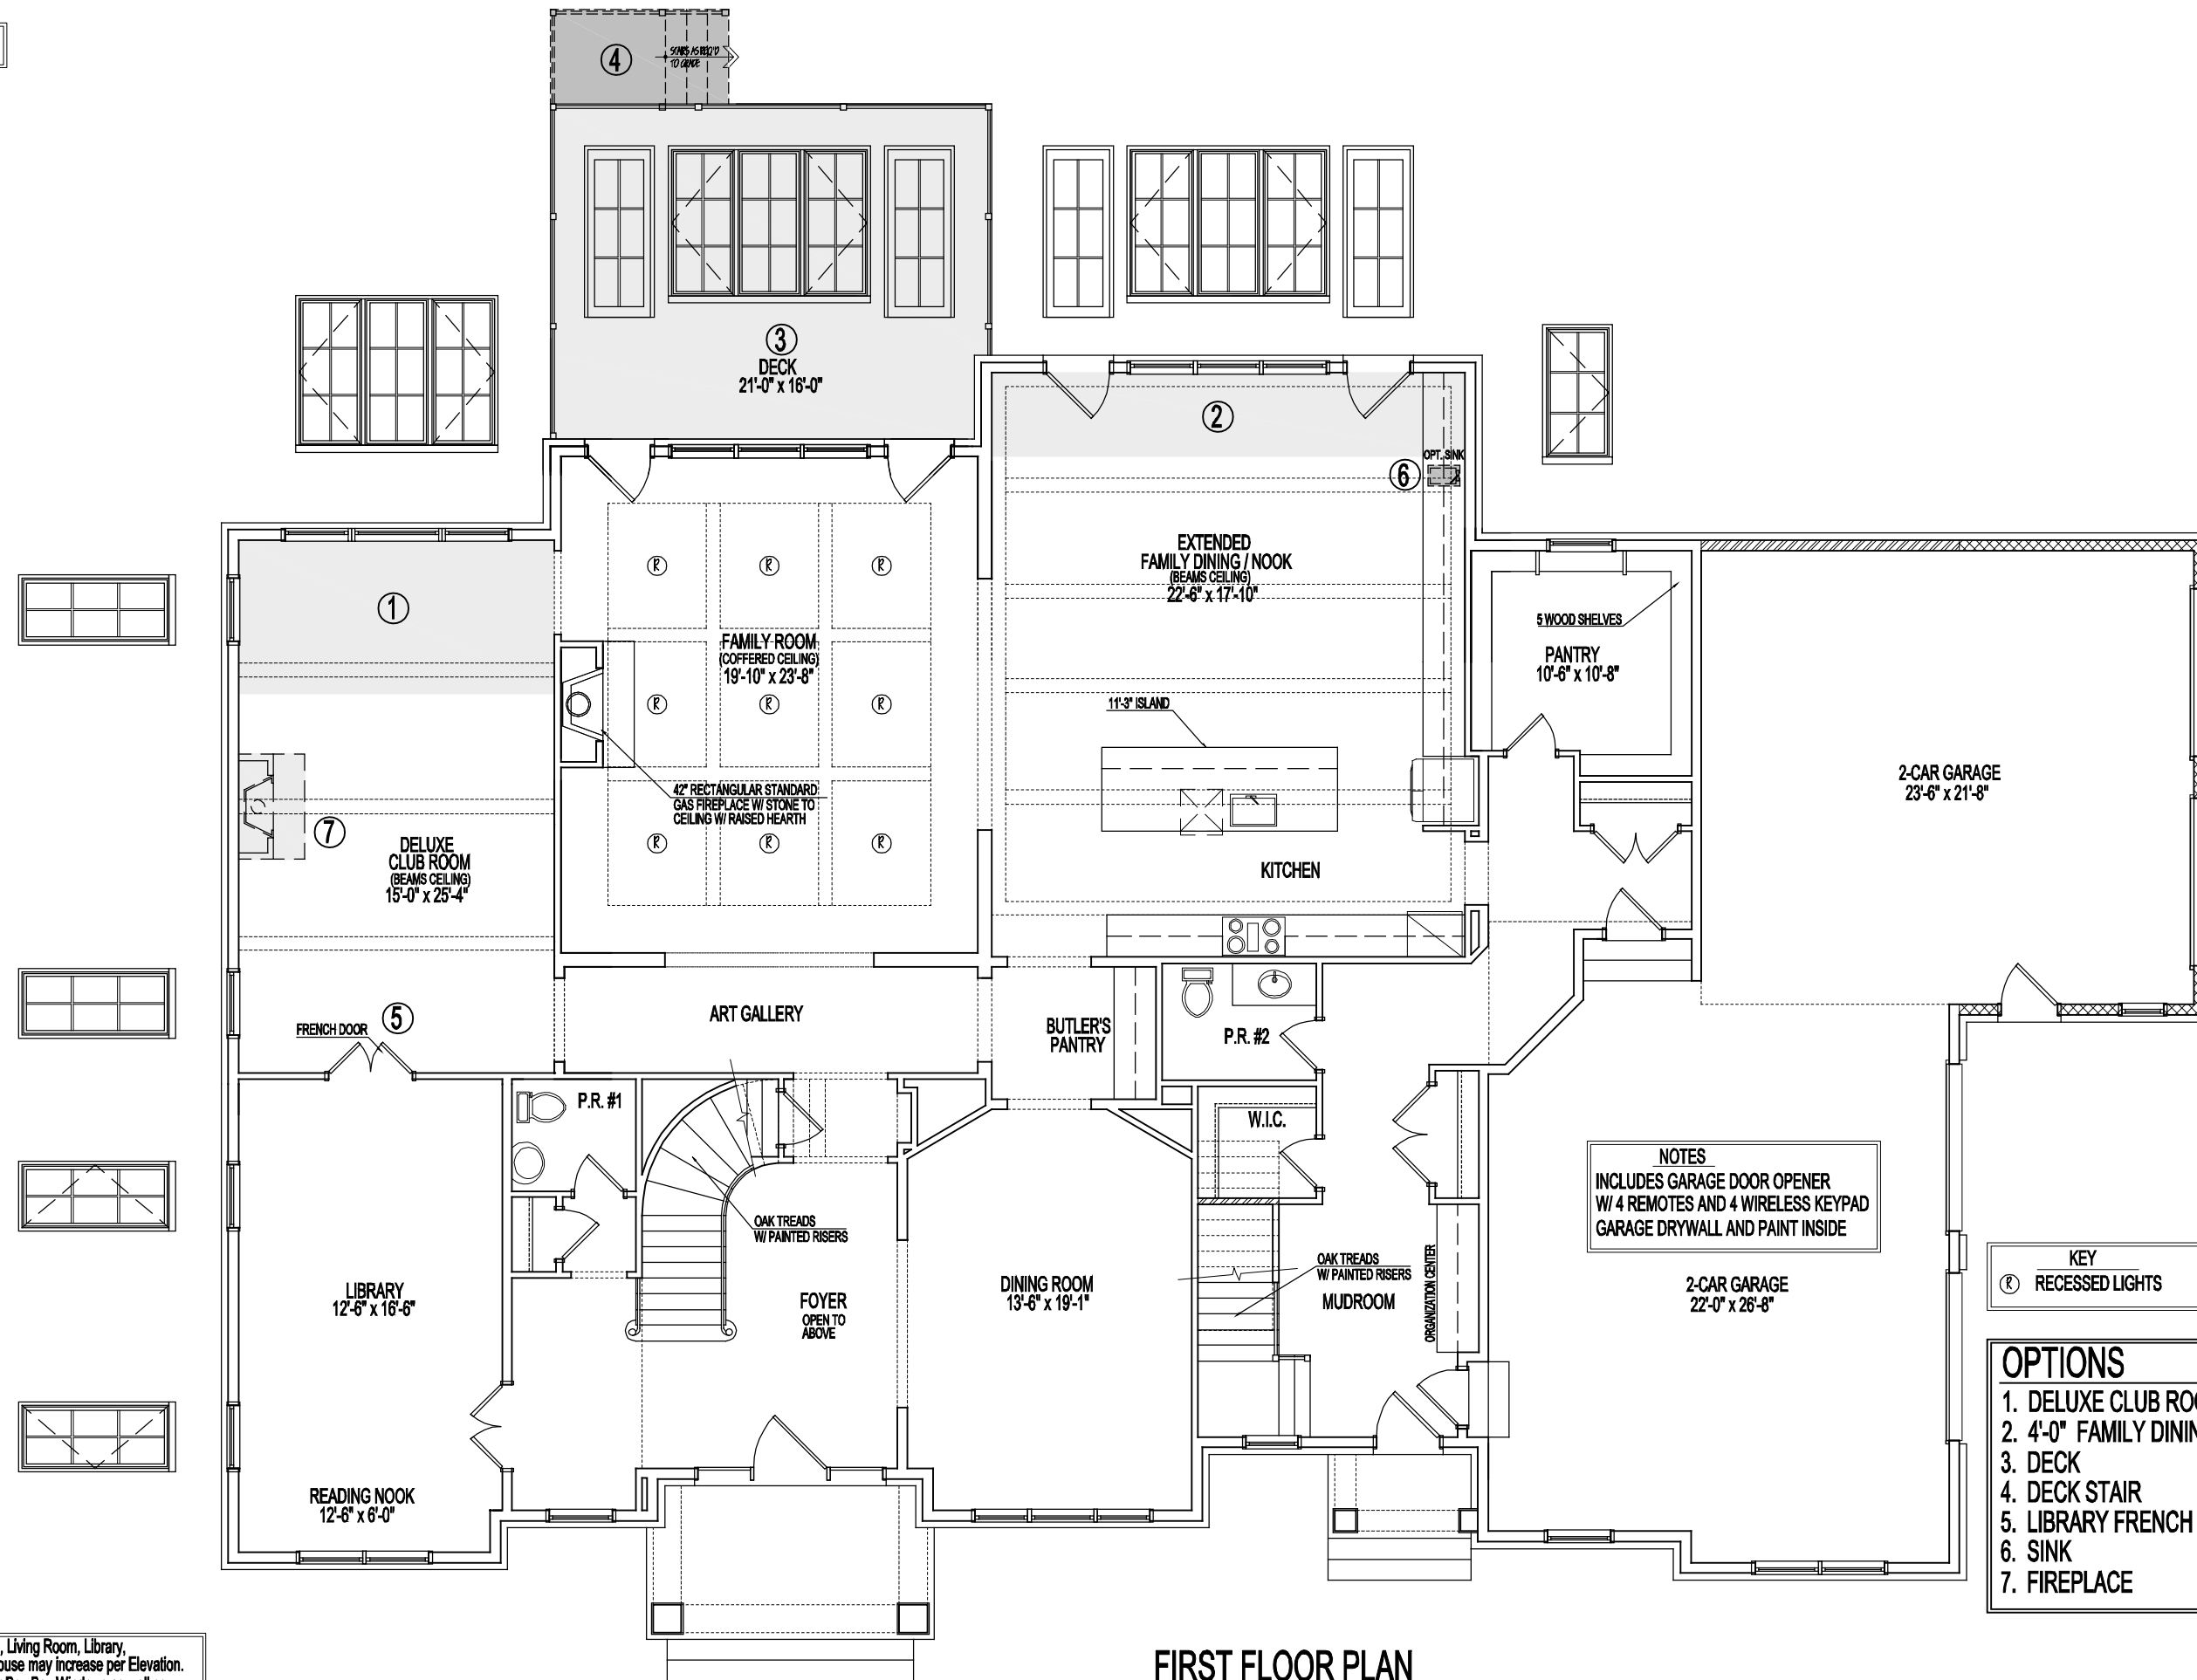 4
STAIRS AS REQ'D
TO GRADE
3
DECK
21'-0" x 16'-0"
2
6
OPT. SINK
1
EXTENDED
FAMILY DINING / NOOK
(BEAMS CEILING)
22'-6" x 17'-10"
R
R
R
5 WOOD SHELVES
PANTRY
10'-6" x 10'-8"
FAMILY ROOM
(COFFERED CEILING)
19'-10" x 23'-8"
R
R
R
11'-3" ISLAND
42" RECTANGULAR STANDARD
GAS FIREPLACE W/ STONE TO
CEILING W/ RAISED HEARTH
2-CAR GARAGE
23'-6" x 21'-8"
7
DELUXE
CLUB ROOM
(BEAMS CEILING)
15'-0" x 25'-4"
R
R
R
KITCHEN
FRENCH DOOR
5
ART GALLERY
BUTLER'S
PANTRY
P.R. #2
P.R. #1
W.I.C.
NOTES
INCLUDES GARAGE DOOR OPENER
W/ 4 REMOTES AND 4 WIRELESS KEYPAD
GARAGE DRYWALL AND PAINT INSIDE
OAK TREADS
W/ PAINTED RISERS
LIBRARY
12'-6" x 16'-6"
FOYER
OPEN TO
ABOVE
DINING ROOM
13'-6" x 19'-1"
OAK TREADS
W/ PAINTED RISERS
MUDROOM
ORGANIZATION CENTER
2-CAR GARAGE
22'-0" x 26'-8"
KEY
R RECESSED LIGHTS
READING NOOK
12'-6" x 6'-0"
OPTIONS
1. DELUXE CLUB
2. 4'-0" FAMILY
3. DECK
4. DECK STAIR
5. LIBRARY FRENCH
6. SINK
7. FIREPLACE
, Living Room, Library,
may increase per Elevation.
FIRST FLOOR PLAN